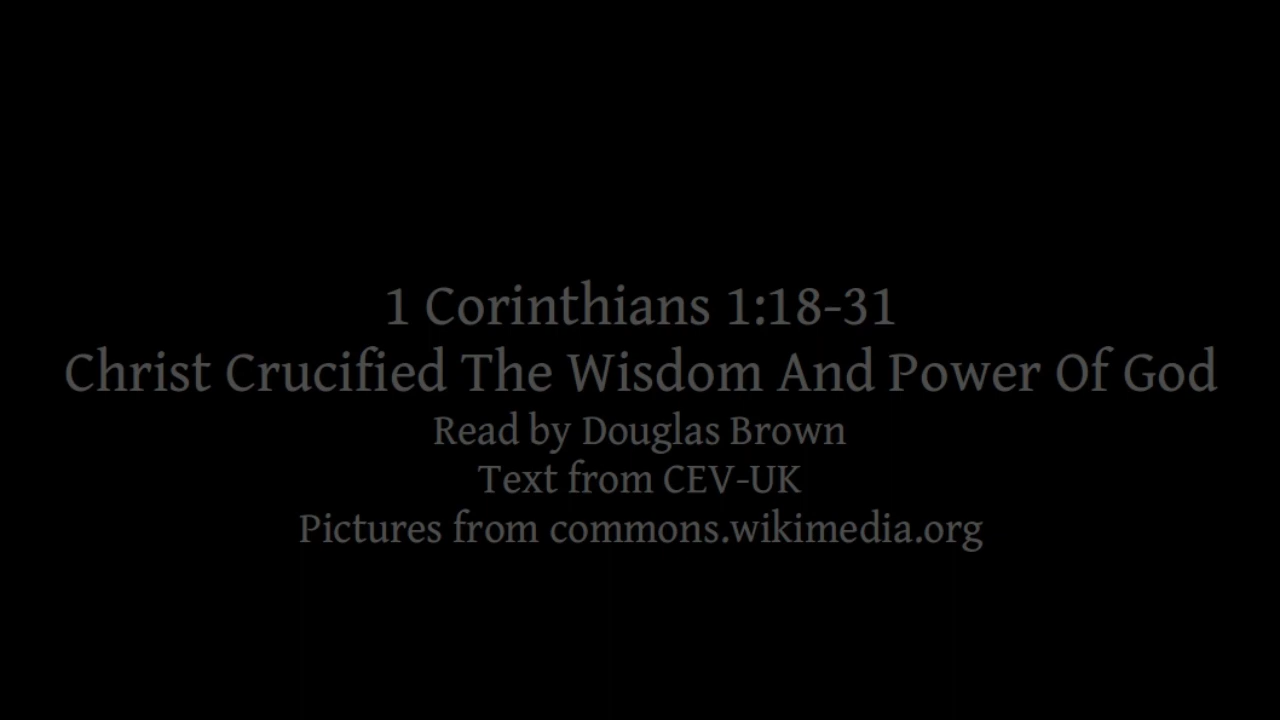 1 Corinthians 1:18-31
Christ Crucified The Wisdom And Power Of God
Read by Douglas Brown
Text from CEV-UK
Pictures from commons.wikimedia.org